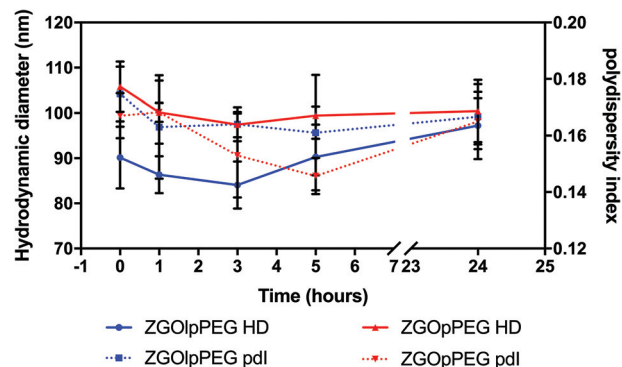 Hydrodynamic diameter (nm)
120
110
100
90
80
70
0.20
0.18
0.16
0.14
0.12
polydispersity index
-1 0 1 2 3 4 5 6 7 23 24 25
Time (hours)
ZGOlpPEG HD ZGOpPEG HD
ZGOlpPEG pdI ZGOpPEG pdI